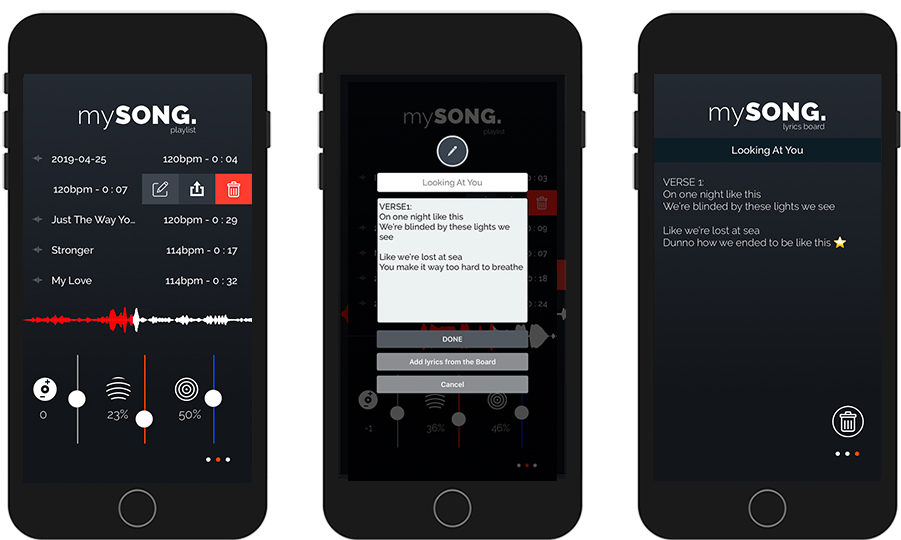 mySONG.
playlist
2019-04-25 120bpm - 0 : 04
120bpm - 0 : 07
Just The Way Yo... 120bpm - 0 : 29
Stronger 114bpm - 0 : 17
My Love 114bpm - 0 : 32
0
23%
50%
mySONG.
playlist
0 : 03
Looking At You
VERSE1:
On one night like this
We're blinded by these lights we
see
Like we're lost at sea
You make it way too hard to breathe
: 29
: 07
: 18
: 24
DONE
Add lyrics from the Board
Cancel
-1
36%
46%
mySONG.
lyrics board
Looking At You
VERSE 1:
On one night like this
We're blinded by these lights we see
Like we're lost at sea
Dunno how we ended to be like this ⭐